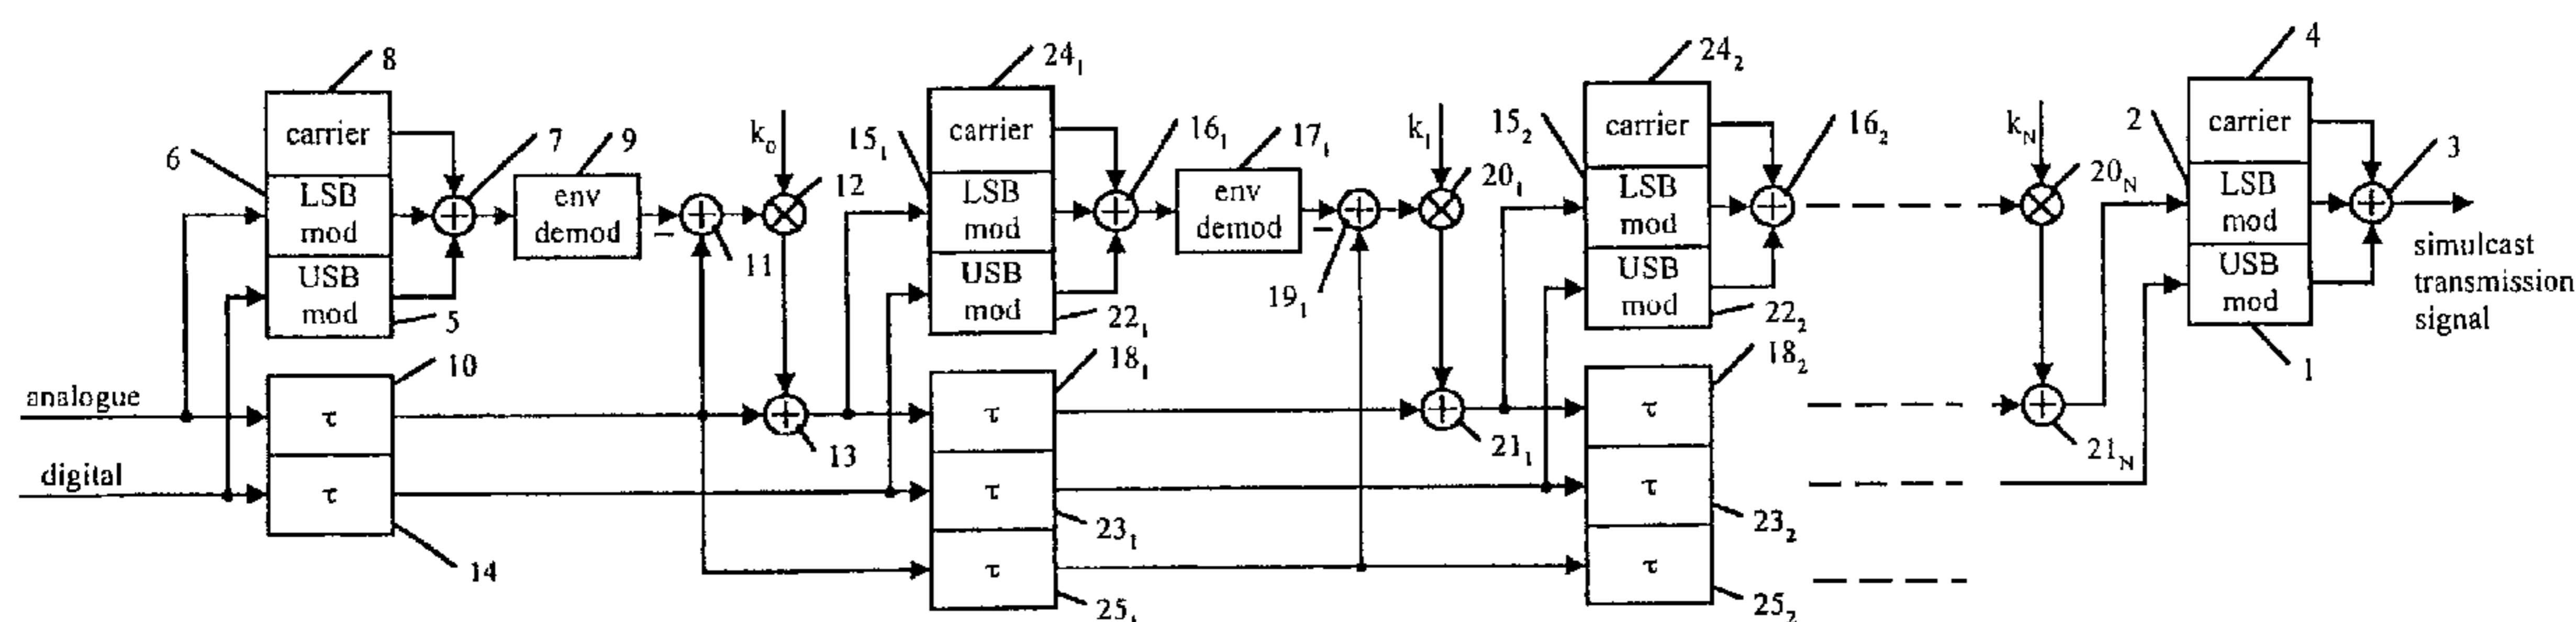 8
carrier
6
LSB
mod
USB
mod
5
7
9
env
demod
−
11
k₀
12
13
analogue
digital
10
τ
τ
14
24₁
15₁
carrier
LSB
mod
USB
mod
22₁
16₁
17₁
env
demod
−
19₁
k₁
20₁
21₁
18₁
τ
τ
23₁
τ
25₁
24₂
15₂
carrier
LSB
mod
USB
mod
22₂
16₂
18₂
τ
τ
23₂
τ
25₂
k_N
20_N
21_N
2
4
carrier
LSB
mod
USB
mod
1
3
simulcast
transmission
signal